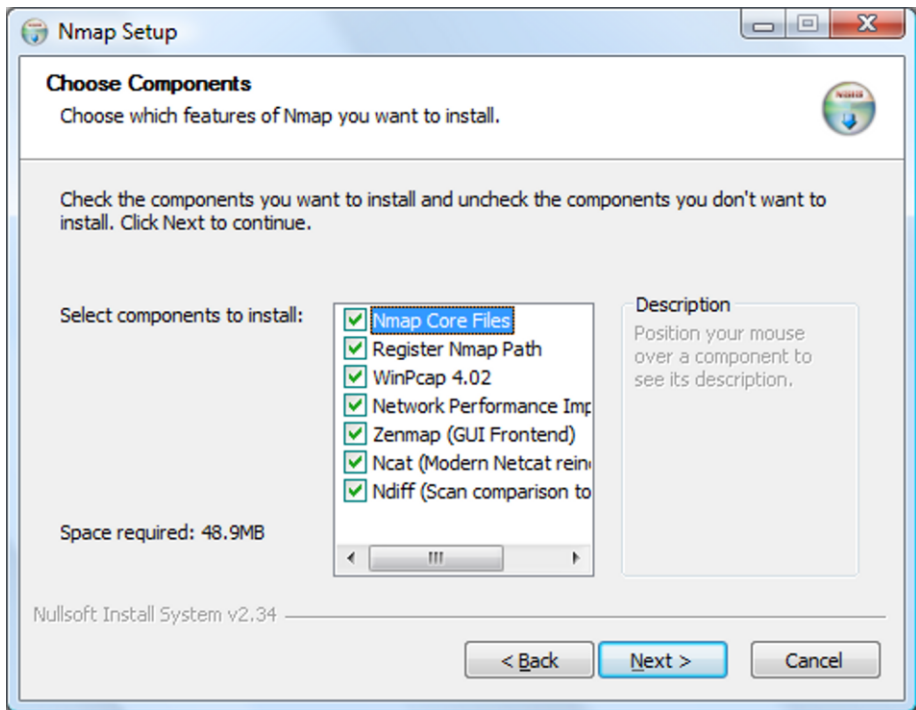 Nmap Setup
Choose Components
Choose which features of Nmap you want to install.
Check the components you want to install and uncheck the components you don't want to
install. Click Next to continue.
Select components to install:
Nmap Core Files
Register Nmap Path
WinPcap 4.02
Network Performance Imp
Zenmap (GUI Frontend)
Ncat (Modern Netcat rein
Ndiff (Scan comparison to
Description
Position your mouse
over a component to
see its description.
Space required: 48.9MB
Nullsoft Install System v2.34
< Back
Next >
Cancel